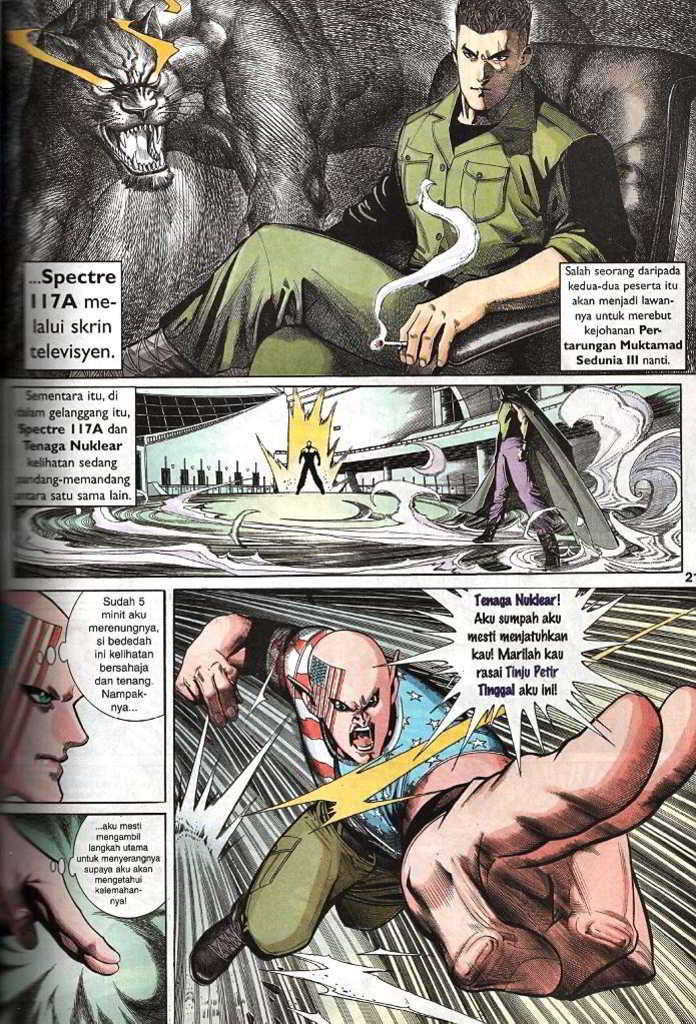 ...Spectre
117A me-
lalui skrin
televisyen.
Salah seorang daripada
kedua-dua peserta itu
akan menjadi lawan-
nya untuk merebut
kejohanan Per-
tarungan Muktamad
Sedunia III nanti.
Sementara itu, di
dalam gelanggang itu,
Spectre 117A dan
Tenaga Nuklear
kelihatan sedang
pandang-memandang
antara satu sama lain.
Sudah 5
minit aku
merenungnya,
si bedebah
ini kelihatan
bersahaja
dan tenang.
Nampak-
nya...
...aku mesti
mengambil
langkah utama
untuk menyerangnya
supaya aku akan
mengetahui
kelemahan-
nya!
Tenaga Nuklear!
Aku sumpah aku
mesti menjatuhkan
kau! Marilah kau
rasai Tinju Petir
Tinggal aku ini!